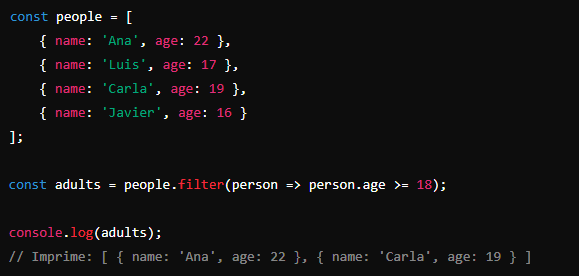 const people = [
    { name: 'Ana', age: 22 },
    { name: 'Luis', age: 17 },
    { name: 'Carla', age: 19 },
    { name: 'Javier', age: 16 }
];
const adults = people.filter(person => person.age >= 18);
console.log(adults);
// Imprime: [ { name: 'Ana', age: 22 }, { name: 'Carla', age: 19 } ]